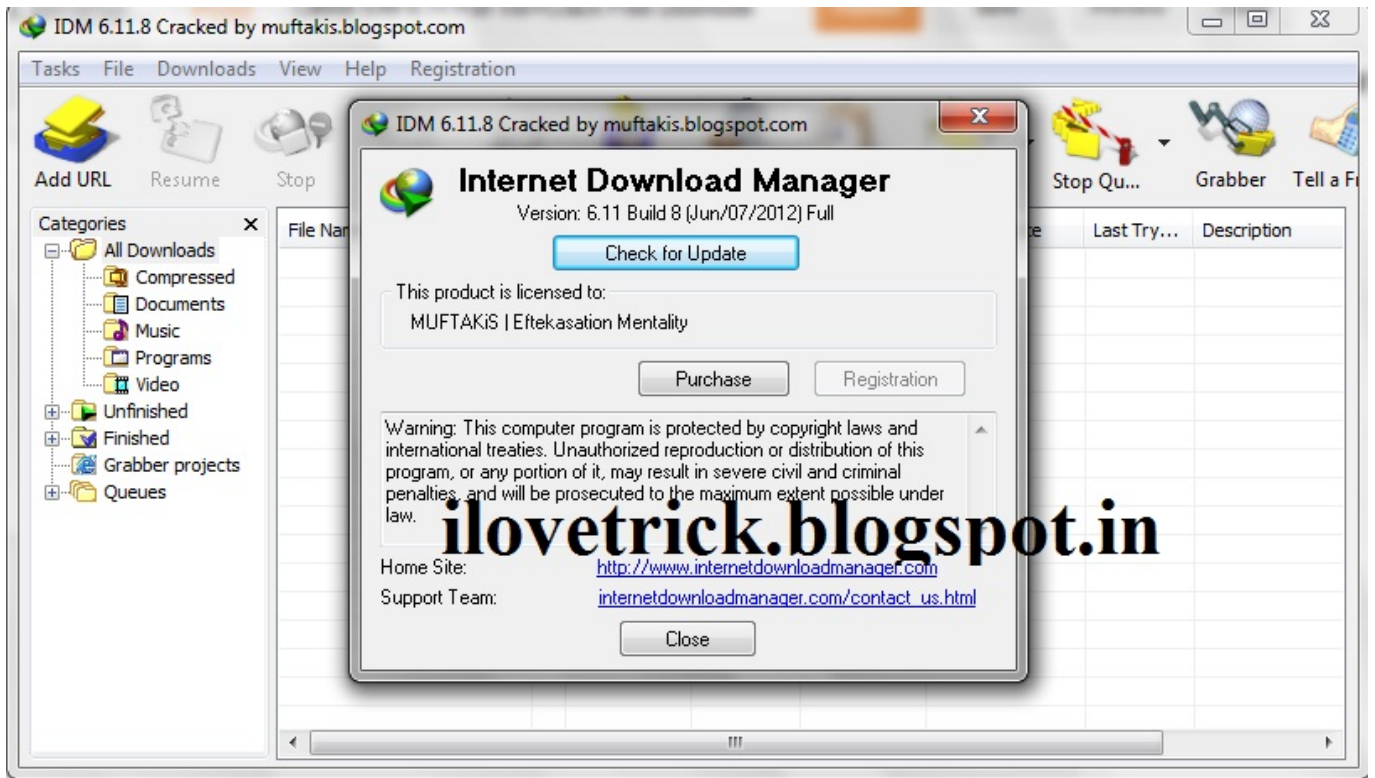 IDM 6.11.8 Cracked by muftakis.blogspot.com
Tasks File Downloads View Help Registration
Add URL Resume Stop Stop Qu... Grabber Tell a Fr
IDM 6.11.8 Cracked by muftakis.blogspot.com
Internet Download Manager
Version: 6.11 Build 8 (Jun/07/2012) Full
Check for Update
This product is licensed to:
MUFTAKiS | Eftekasation Mentality
Purchase Registration
Warning: This computer program is protected by copyright laws and
international treaties. Unauthorized reproduction or distribution of this
program, or any portion of it, may result in severe civil and criminal
penalties, and will be prosecuted to the maximum extent possible under
law.
ilovetrick.blogspot.in
Home Site: http://www.internetdownloadmanager.com
Support Team: internetdownloadmanager.com/contact_us.html
Close
Categories
All Downloads
Compressed
Documents
Music
Programs
Video
Unfinished
Finished
Grabber projects
Queues
File Nar Last Try... Description